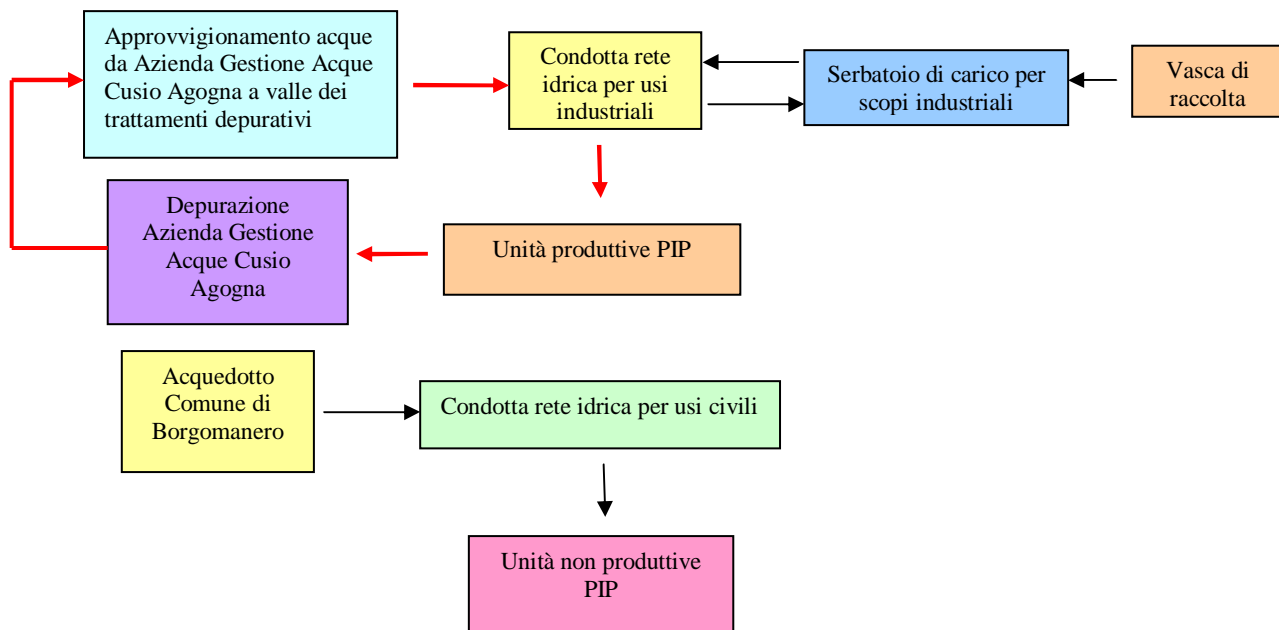 Approvvigionamento acque
da Azienda Gestione Acque
Cusio Agogna a valle dei
trattamenti depurativi
Condotta rete
idrica per usi
industriali
Serbatoio di carico per
scopi industriali
Vasca di
raccolta
Depurazione
Azienda Gestione
Acque Cusio
Agogna
Unità produttive PIP
Acquedotto
Comune di
Borgomanero
Condotta rete idrica per usi civili
Unità non produttive
PIP